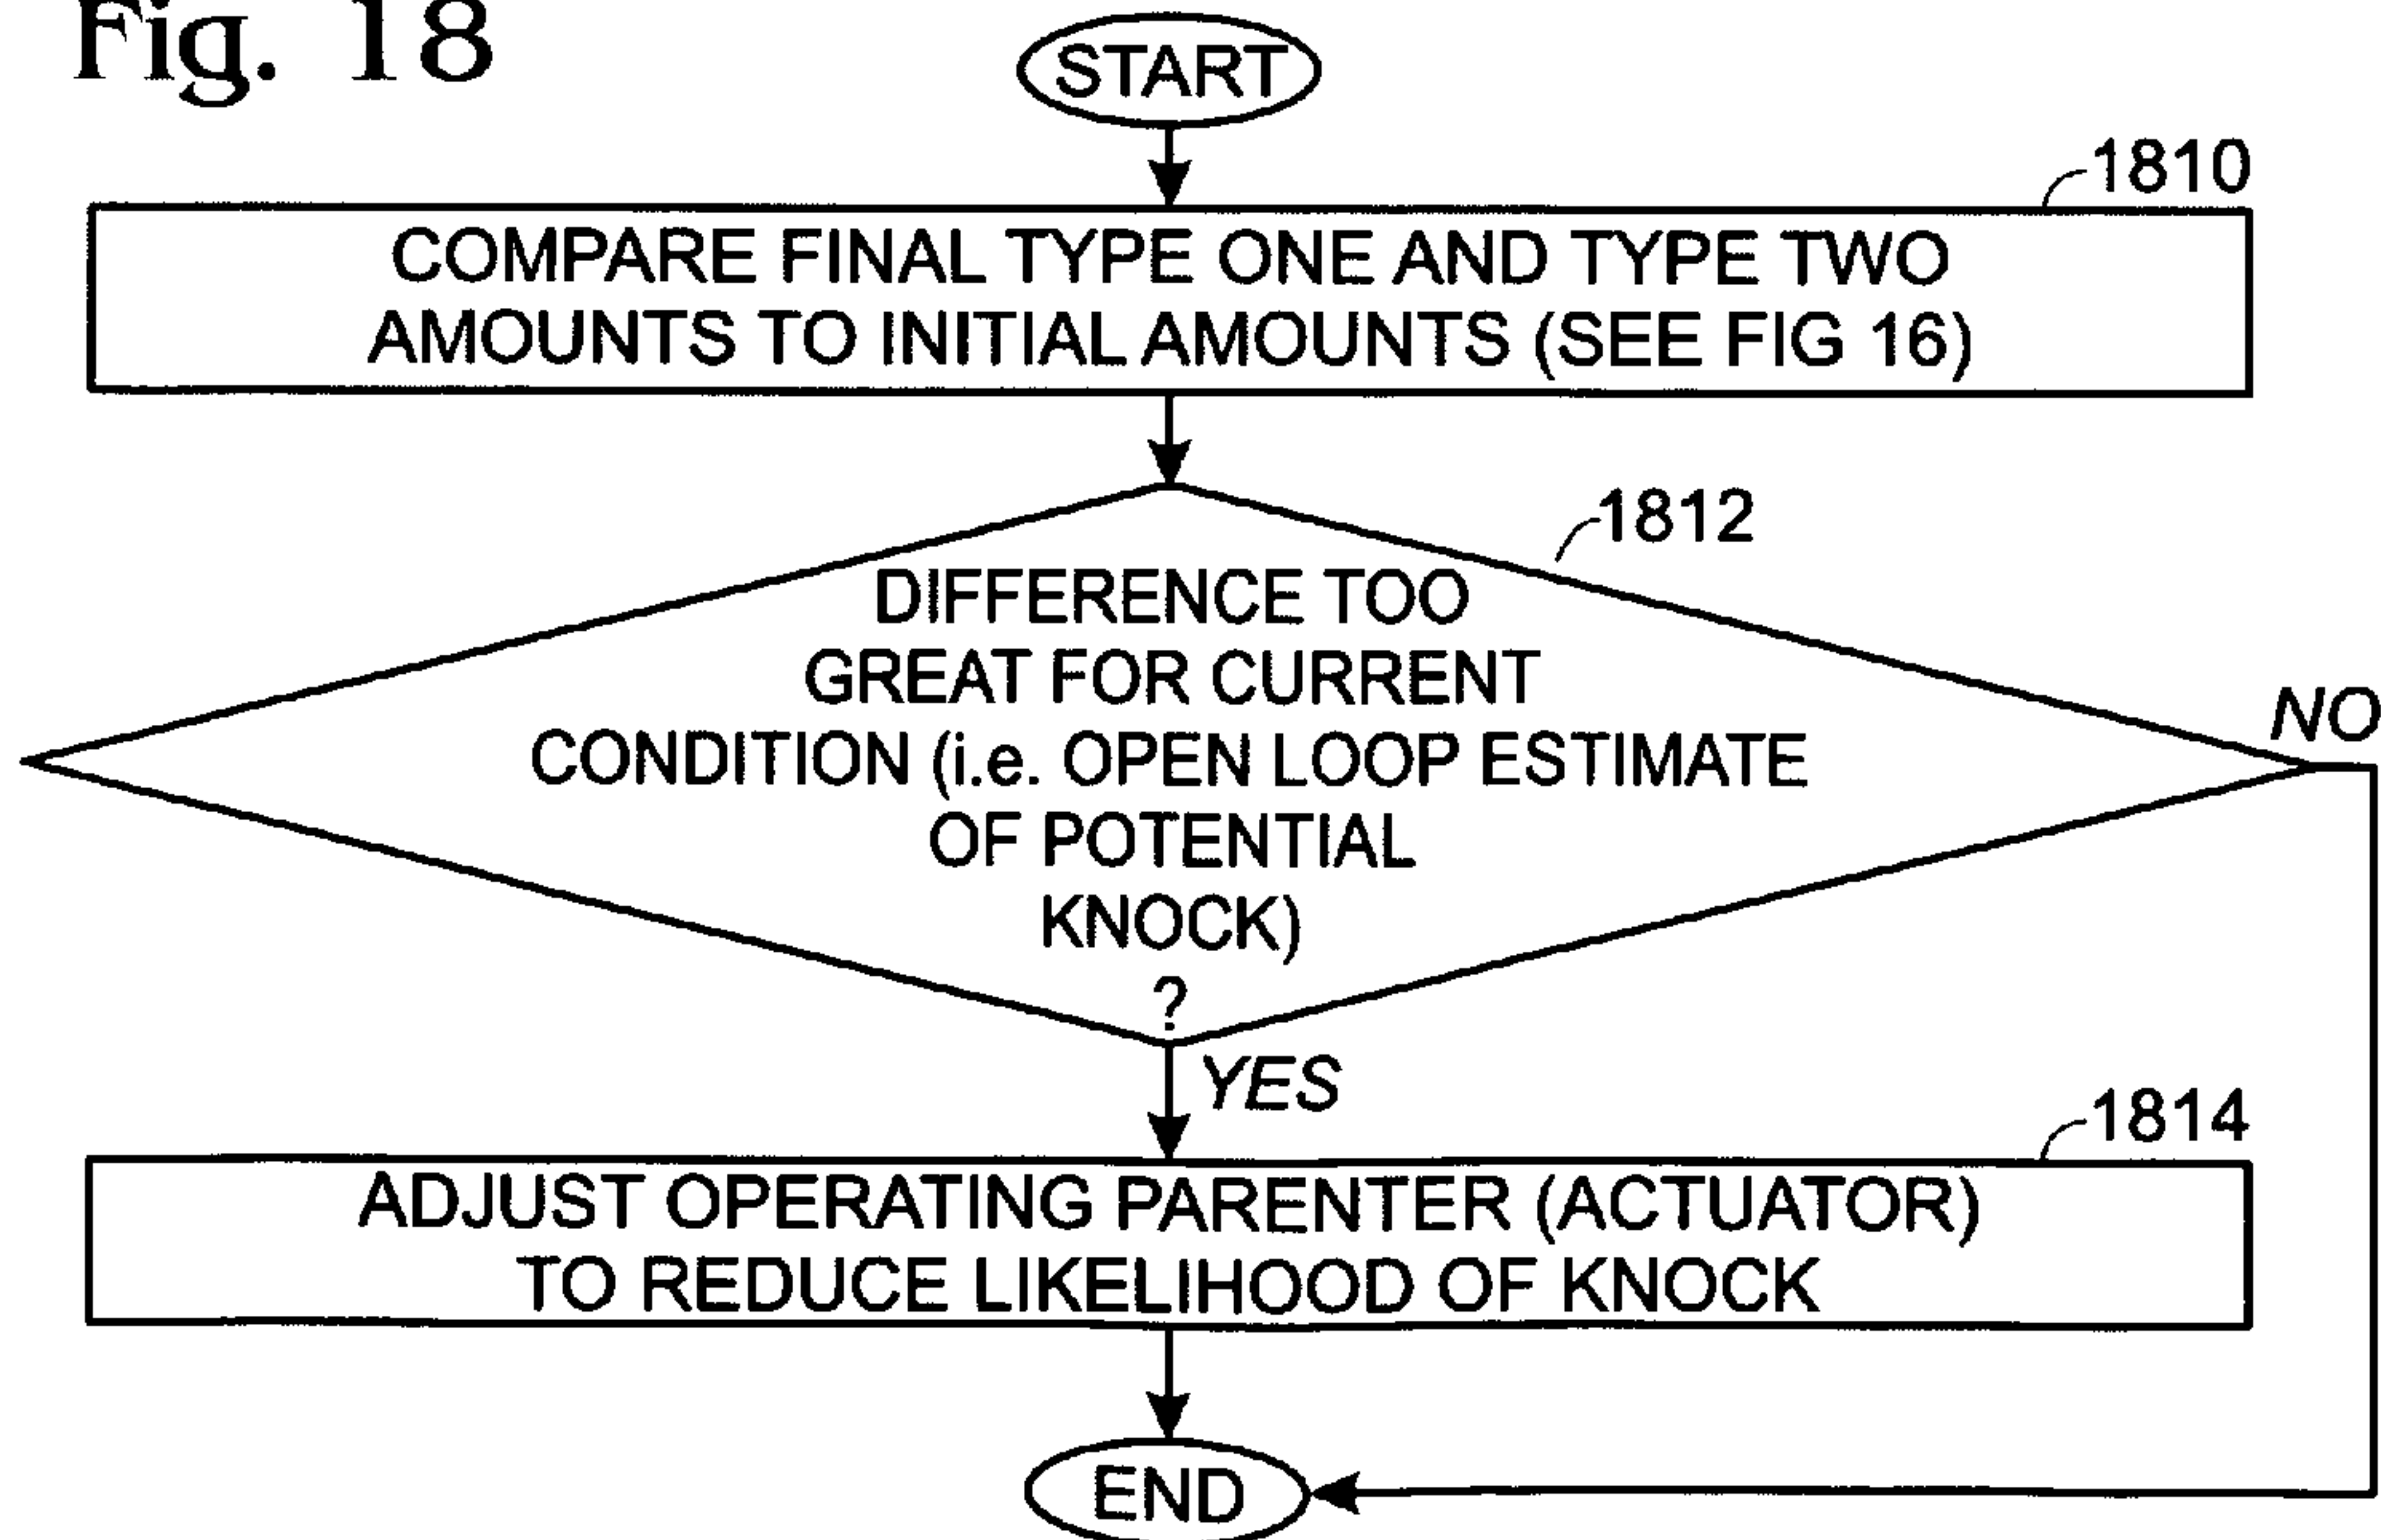 Fig. 18
START
1810
COMPARE FINAL TYPE ONE AND TYPE TWO
AMOUNTS TO INITIAL AMOUNTS (SEE FIG 16)
1812
DIFFERENCE TOO
GREAT FOR CURRENT
CONDITION (i.e. OPEN LOOP ESTIMATE
OF POTENTIAL
KNOCK)
?
NO
YES
1814
ADJUST OPERATING PARENTER (ACTUATOR)
TO REDUCE LIKELIHOOD OF KNOCK
END